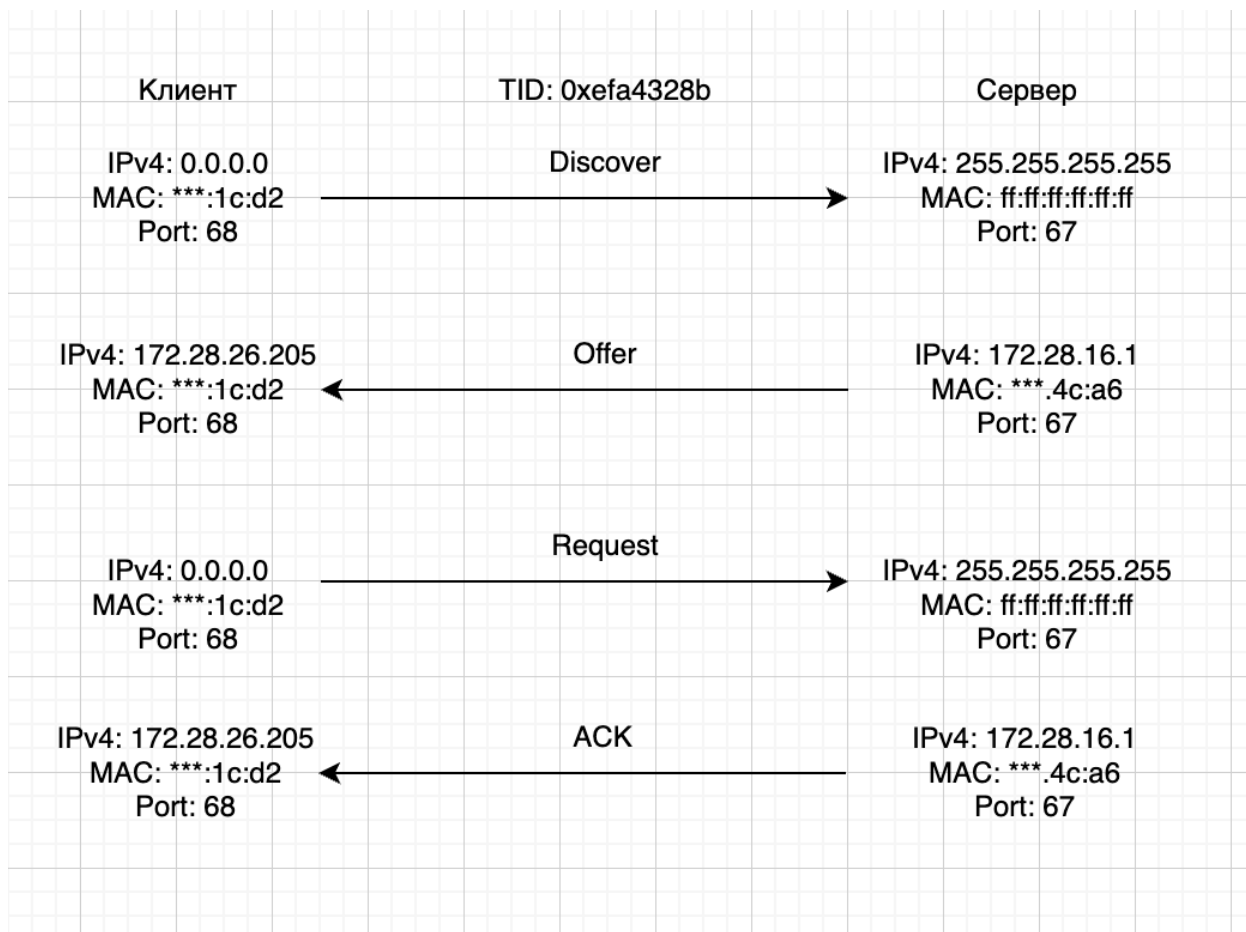 Клиент
TID: 0xefa4328b
Сервер
IPv4: 0.0.0.0
MAC: ***:1c:d2
Port: 68
Discover
IPv4: 255.255.255.255
MAC: ff:ff:ff:ff:ff:ff
Port: 67
IPv4: 172.28.26.205
MAC: ***:1c:d2
Port: 68
Offer
IPv4: 172.28.16.1
MAC: ***.4c:a6
Port: 67
IPv4: 0.0.0.0
MAC: ***:1c:d2
Port: 68
Request
IPv4: 255.255.255.255
MAC: ff:ff:ff:ff:ff:ff
Port: 67
IPv4: 172.28.26.205
MAC: ***:1c:d2
Port: 68
ACK
IPv4: 172.28.16.1
MAC: ***.4c:a6
Port: 67